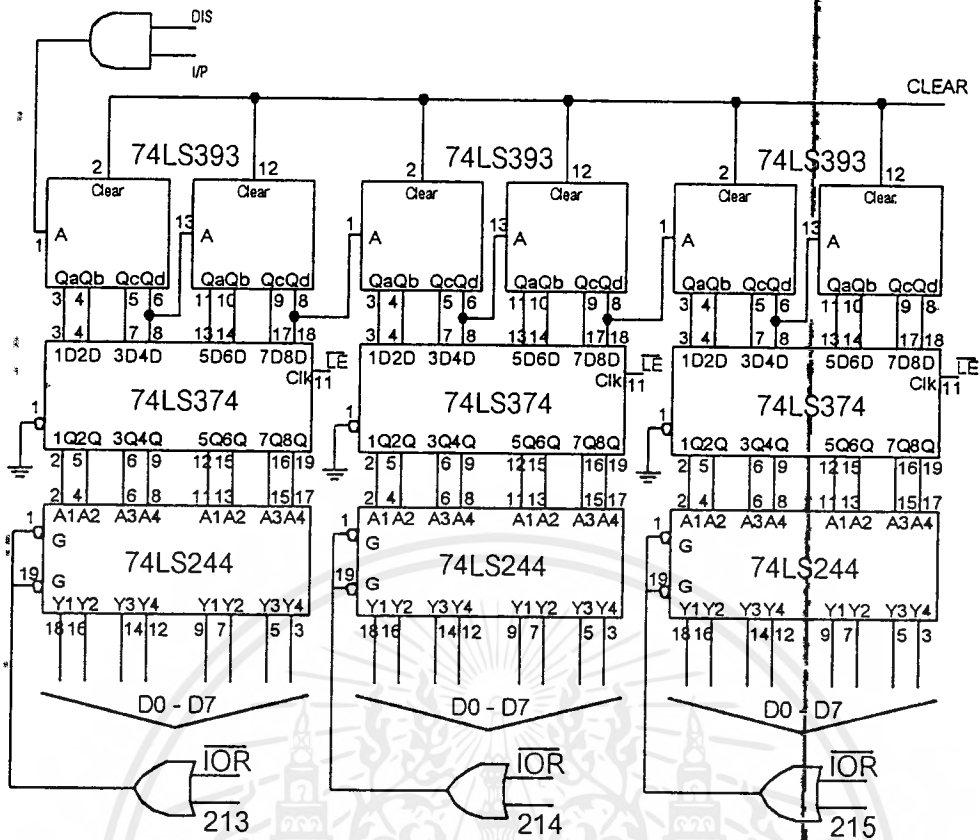 DIS
I/P
CLEAR
74LS393 74LS393 74LS393
2 12 2 12 2 12
Clear Clear Clear Clear Clear Clear
13 1 13 1 13
A A A A A A
1
QaQb QcQd QaQb QcQd QaQb QcQd QaQb QcQd QaQb QcQd QaQb QcQd
3 4 5 6 11 10 9 8 3 4 5 6 11 10 9 8 3 4 5 6 11 10 9 8
3 4 7 8 13 14 17 18 3 4 7 8 13 14 17 18 3 4 7 8 13 14 17 18
1D2D 3D4D 5D6D 7D8D LE 1D2D 3D4D 5D6D 7D8D LE 1D2D 3D4D 5D6D 7D8D LE
Clk 11 Clk 11 Clk 11
1 74LS374 1 74LS374 1 74LS374
1Q2Q 3Q4Q 5Q6Q 7Q8Q 1Q2Q 3Q4Q 5Q6Q 7Q8Q 1Q2Q 3Q4Q 5Q6Q 7Q8Q
2 5 6 9 12 15 16 19 2 5 6 9 12 15 16 19 2 5 6 9 12 15 16 19
2 4 6 8 11 13 15 17 2 4 6 8 11 13 15 17 2 4 6 8 11 13 15 17
A1A2 A3A4 A1A2 A3A4 A1A2 A3A4 A1A2 A3A4 A1A2 A3A4 A1A2 A3A4
1 G 1 G 1 G
74LS244 74LS244 74LS244
19 G 19 G 19 G
Y1Y2 Y3Y4 Y1Y2 Y3Y4 Y1Y2 Y3Y4 Y1Y2 Y3Y4 Y1Y2 Y3Y4 Y1Y2 Y3Y4
18 16 14 12 9 7 5 3 18 16 14 12 9 7 5 3 18 16 14 12 9 7 5 3
D0 - D7 D0 - D7 D0 - D7
IOR IOR IOR
213 214 215